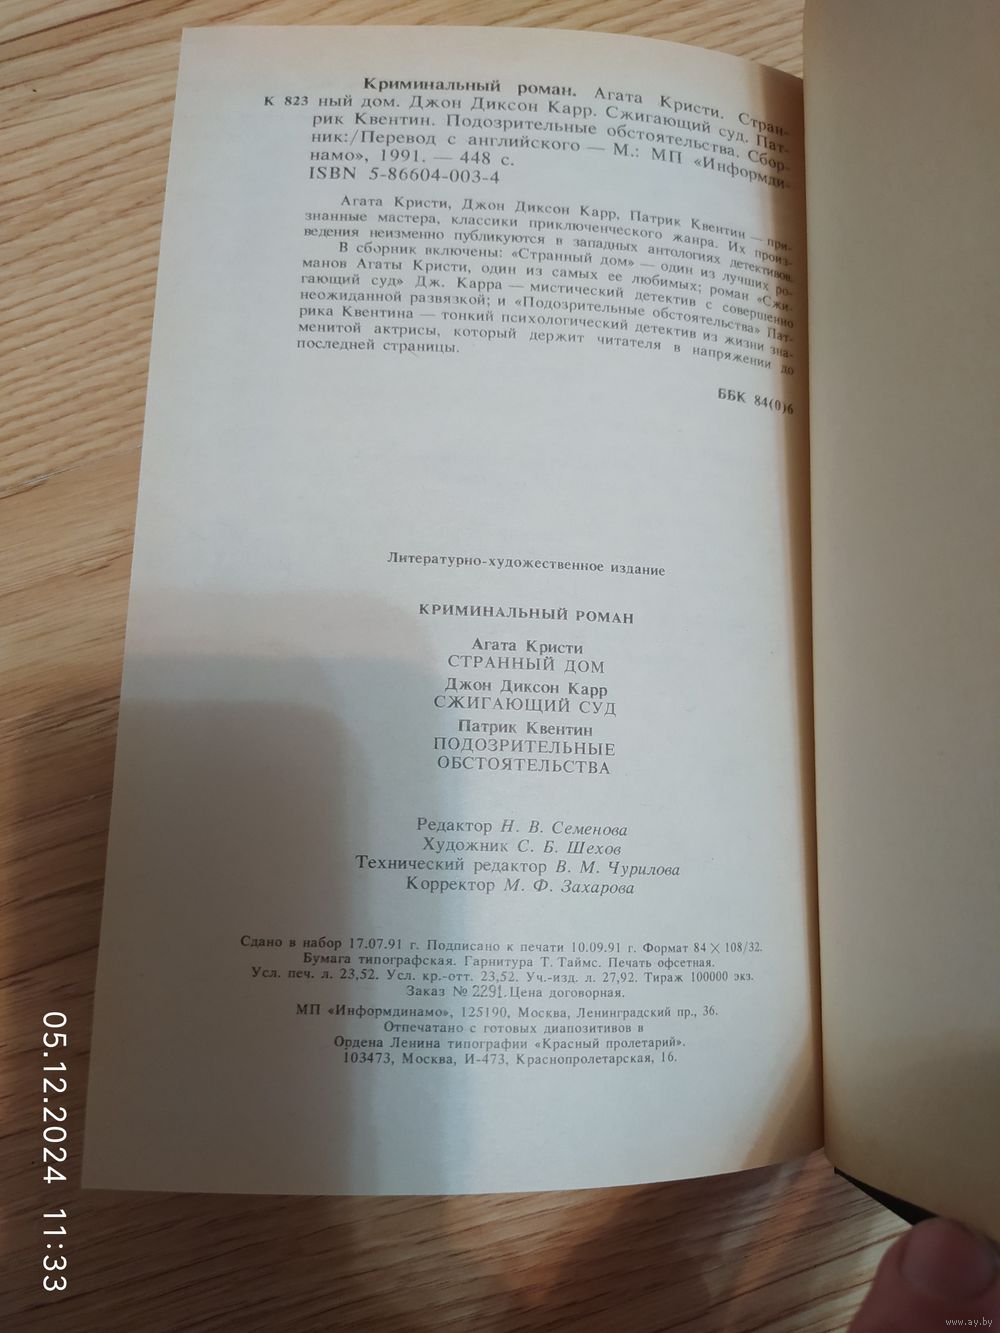 Криминальный роман. Агата Кристи. Стран-
К 823 ный дом. Джон Диксон Карр. Сжигающий суд. Пат-
рик Квентин. Подозрительные обстоятельства. Сбор-
ник:/Перевод с английского — М.: МП «Информди-
намо», 1991. — 448 с.
ISBN 5-86604-003-4
Агата Кристи, Джон Диксон Карр, Патрик Квентин — при-
знанные мастера, классики приключенческого жанра. Их произ-
ведения неизменно публикуются в западных антологиях детективов.
В сборник включены: «Странный дом» — один из лучших ро-
манов Агаты Кристи, один из самых ее любимых; роман «Сжи-
гающий суд» Дж. Карра — мистический детектив с совершенно
неожиданной развязкой; и «Подозрительные обстоятельства» Пат-
рика Квентина — тонкий психологический детектив из жизни зна-
менитой актрисы, который держит читателя в напряжении до
последней страницы.
ББК 84(0)6
Литературно-художественное издание
КРИМИНАЛЬНЫЙ РОМАН
Агата Кристи
СТРАННЫЙ ДОМ
Джон Диксон Карр
СЖИГАЮЩИЙ СУД
Патрик Квентин
ПОДОЗРИТЕЛЬНЫЕ
ОБСТОЯТЕЛЬСТВА
Редактор Н. В. Семенова
Художник С. Б. Шехов
Технический редактор В. М. Чурилова
Корректор М. Ф. Захарова
Сдано в набор 17.07.91 г. Подписано к печати 10.09.91 г. Формат 84 × 108/32.
Бумага типографская. Гарнитура Т. Таймс. Печать офсетная.
Усл. печ. л. 23,52. Усл. кр.-отт. 23,52. Уч.-изд. л. 27,92. Тираж 100000 экз.
Заказ № 2291. Цена договорная.
МП «Информдинамо», 125190, Москва, Ленинградский пр., 36.
Отпечатано с готовых диапозитивов в
Ордена Ленина типографии «Красный пролетарий».
103473, Москва, И-473, Краснопролетарская, 16.
05.12.2024 11:33
www.ay.by